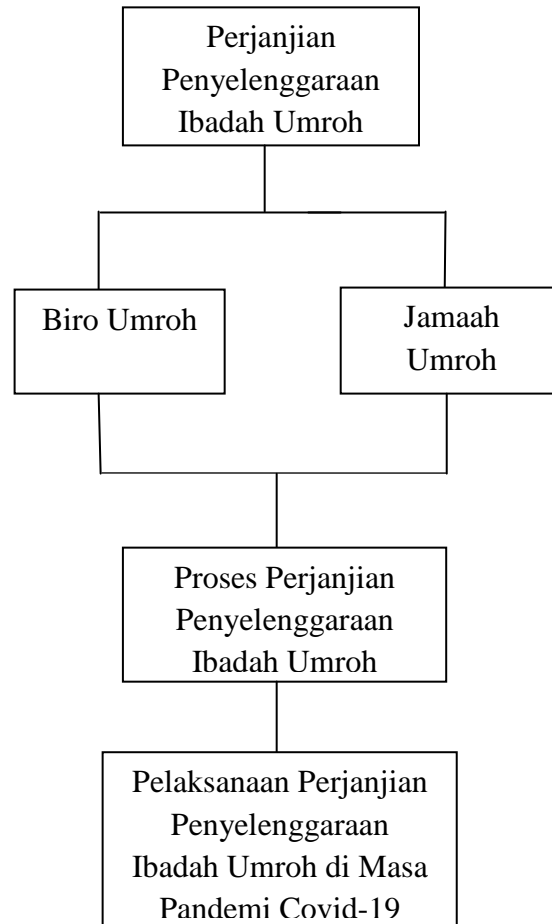 Perjanjian
Penyelenggaraan
Ibadah Umroh
Biro Umroh
Jamaah
Umroh
Proses Perjanjian
Penyelenggaraan
Ibadah Umroh
Pelaksanaan Perjanjian
Penyelenggaraan
Ibadah Umroh di Masa
Pandemi Covid-19